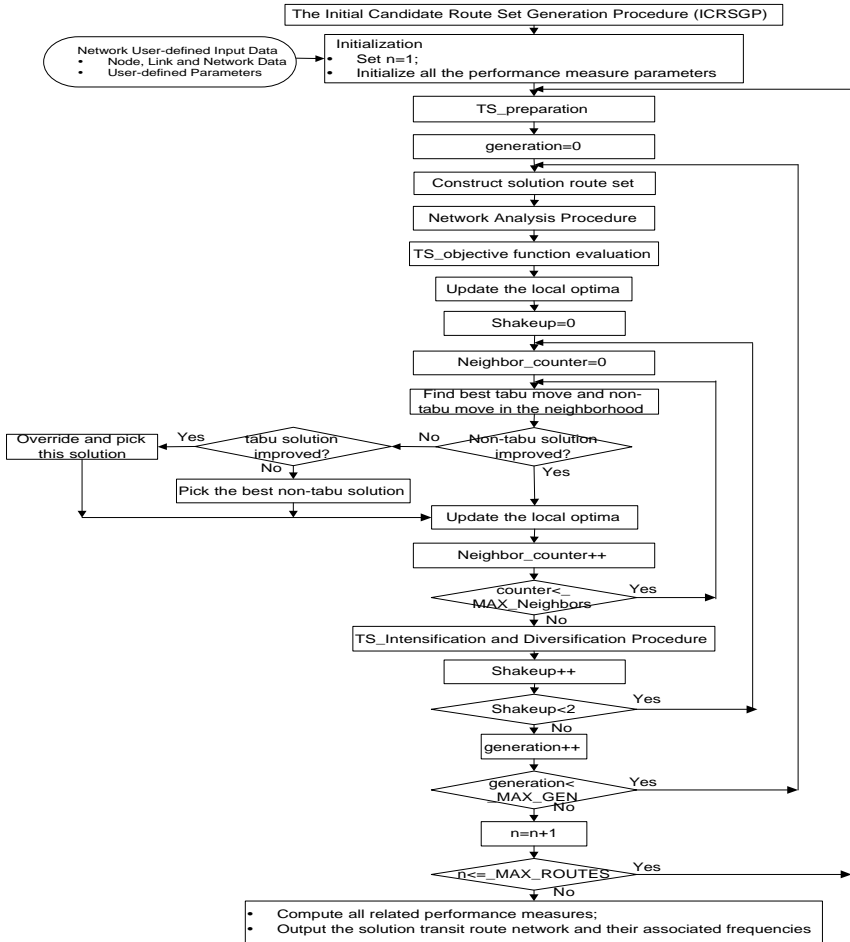 The Initial Candidate Route Set Generation Procedure (ICRSGP)
Network User-defined Input Data
• Node, Link and Network Data
• User-defined Parameters
Initialization
• Set n=1;
• Initialize all the performance measure parameters
TS_preparation
generation=0
Construct solution route set
Network Analysis Procedure
TS_objective function evaluation
Update the local optima
Shakeup=0
Neighbor_counter=0
Find best tabu move and non-
tabu move in the neighborhood
Override and pick
this solution
Yes
tabu solution
improved?
No
Non-tabu solution
improved?
No
Yes
Pick the best non-tabu solution
Update the local optima
Neighbor_counter++
counter<_
MAX_Neighbors
Yes
No
TS_Intensification and Diversification Procedure
Shakeup++
Shakeup<2
Yes
No
generation++
generation<
_MAX_GEN
Yes
No
n=n+1
n<=_MAX_ROUTES
Yes
No
• Compute all related performance measures;
• Output the solution transit route network and their associated frequencies